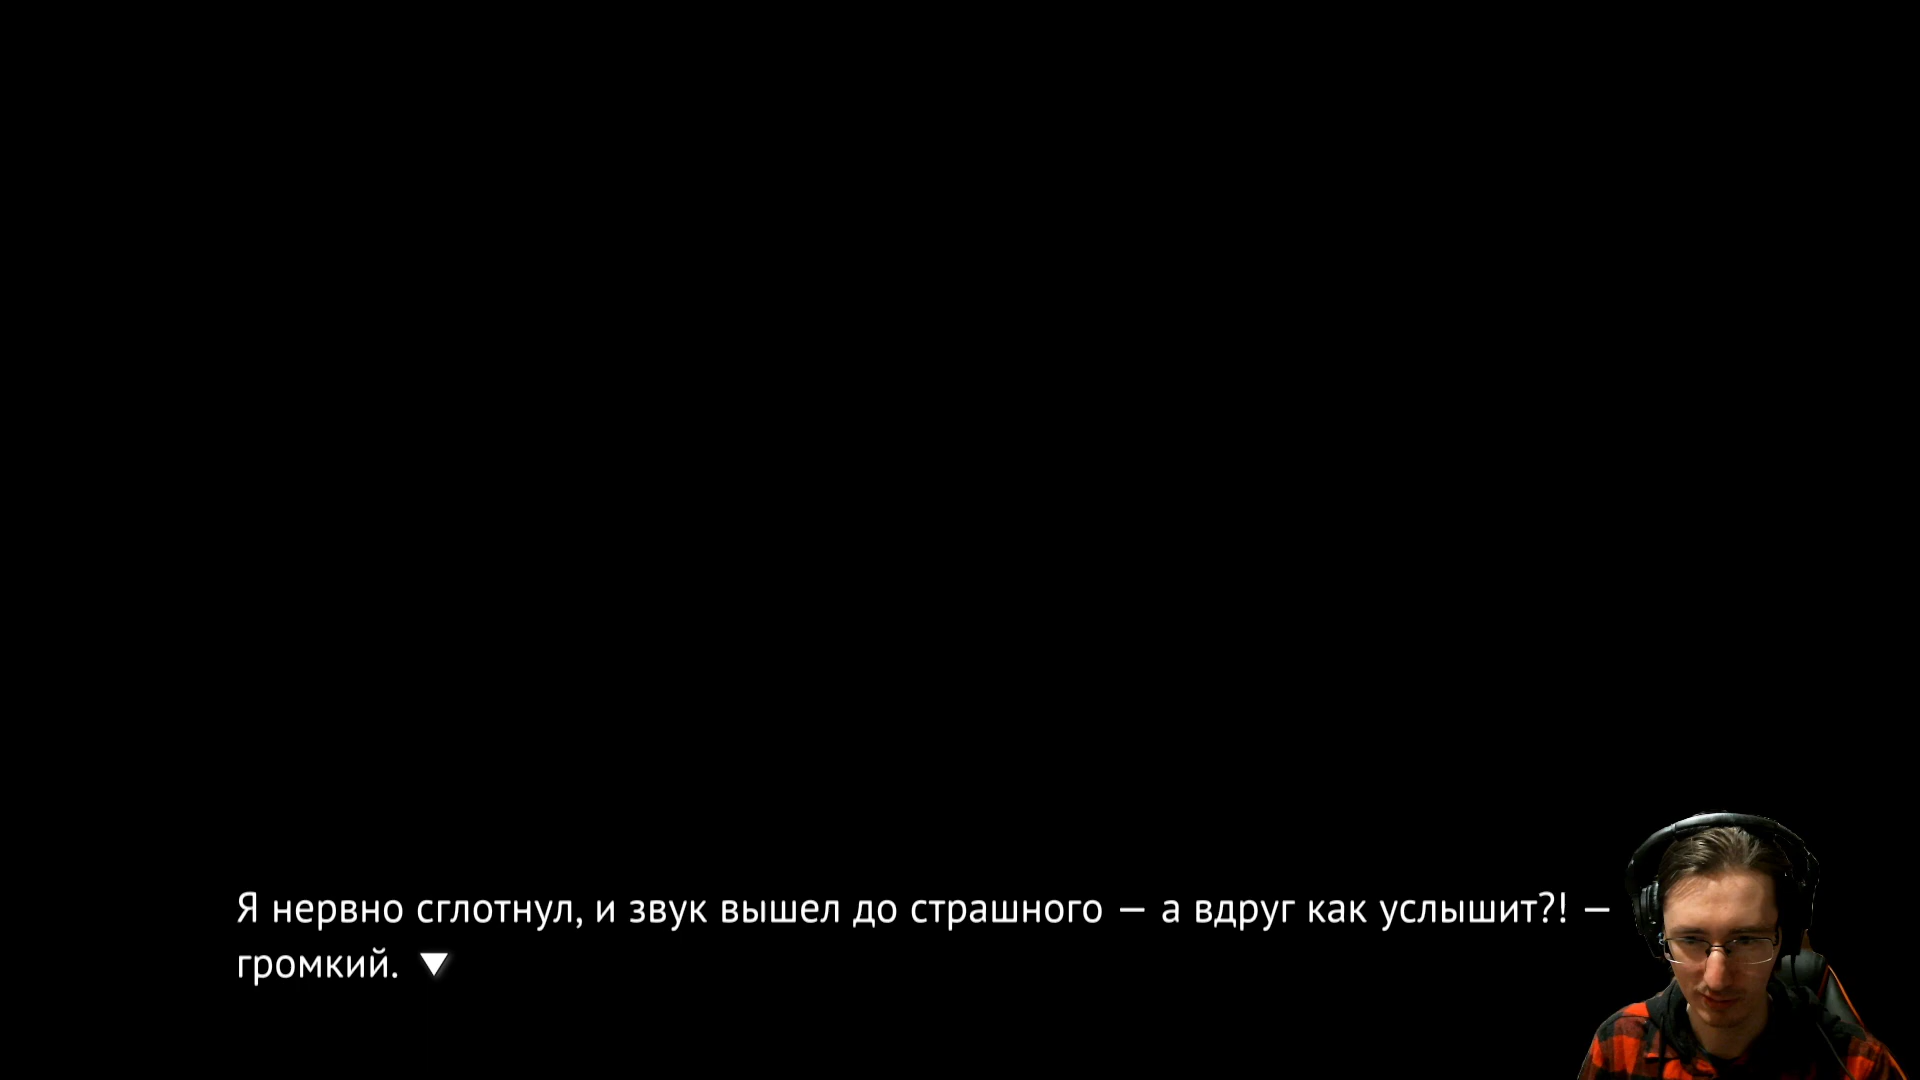 Я нервно сглотнул, и звук вышел до страшного — а вдруг как услышит?! —
громкий.